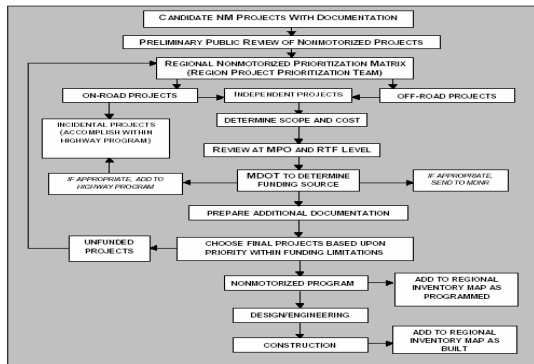 CANDIDATE NM PROJECTS WITH DOCUMENTATION
PRELIMINARY PUBLIC REVIEW OF NONMOTORIZED PROJECTS
REGIONAL NONMOTORIZED PRIORITIZATION MATRIX
(REGION PROJECT PRIORITIZATION TEAM)
ON-ROAD PROJECTS
INDEPENDENT PROJECTS
OFF-ROAD PROJECTS
INCIDENTAL PROJECTS
(ACCOMPLISH WITHIN
HIGHWAY PROGRAM)
DETERMINE SCOPE AND COST
REVIEW AT MPO AND RTF LEVEL
IF APPROPRIATE, ADD TO
HIGHWAY PROGRAM
MDOT TO DETERMINE
FUNDING SOURCE
IF APPROPRIATE,
SEND TO MDNR
PREPARE ADDITIONAL DOCUMENTATION
UNFUNDED
PROJECTS
CHOOSE FINAL PROJECTS BASED UPON
PRIORITY WITHIN FUNDING LIMITATIONS
NONMOTORIZED PROGRAM
ADD TO REGIONAL
INVENTORY MAP AS
PROGRAMMED
DESIGN/ENGINEERING
CONSTRUCTION
ADD TO REGIONAL
INVENTORY MAP AS
BUILT